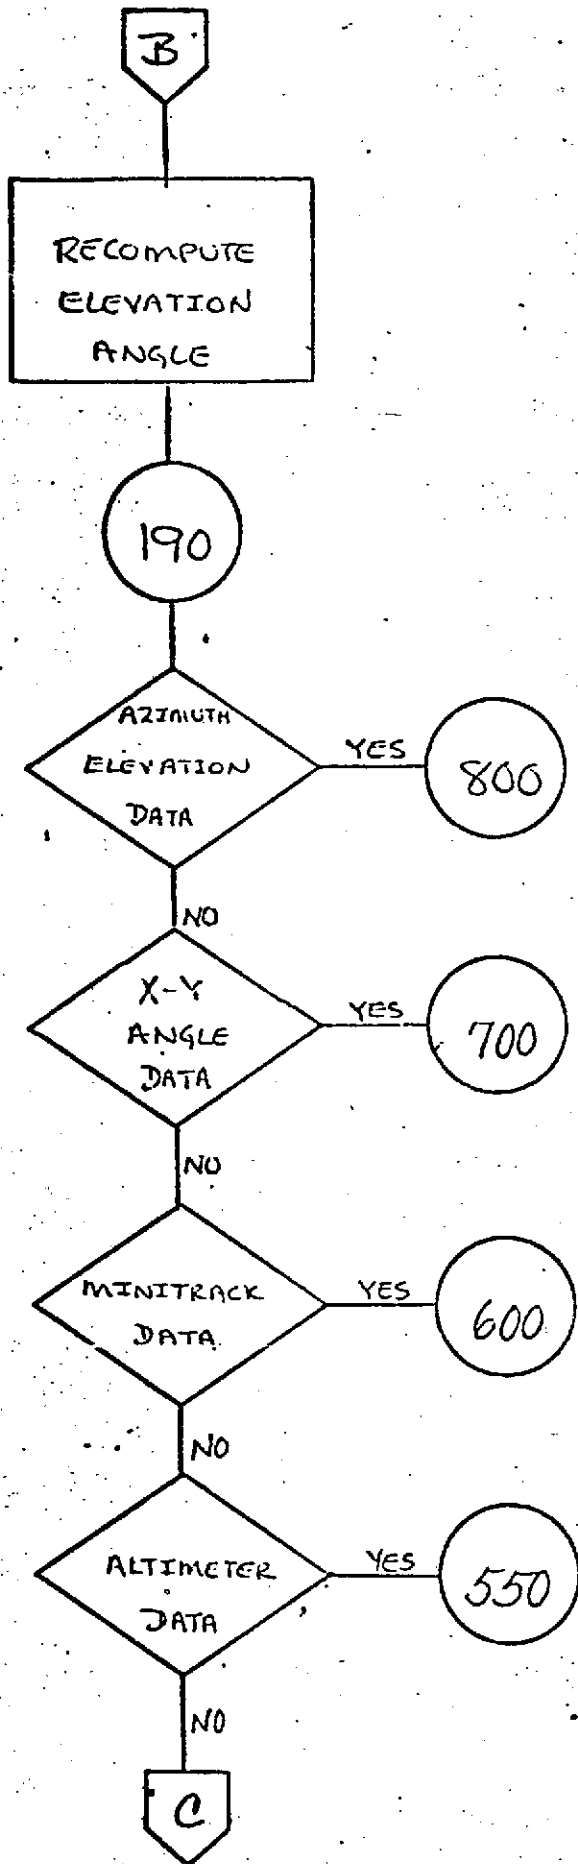 B
RECOMPUTE
ELEVATION
ANGLE
190
AZIMUTH
ELEVATION
DATA
YES
800
NO
X-Y
ANGLE
DATA
YES
700
NO
MINITRACK
DATA
YES
600
NO
ALTIMETER
DATA
YES
550
NO
C